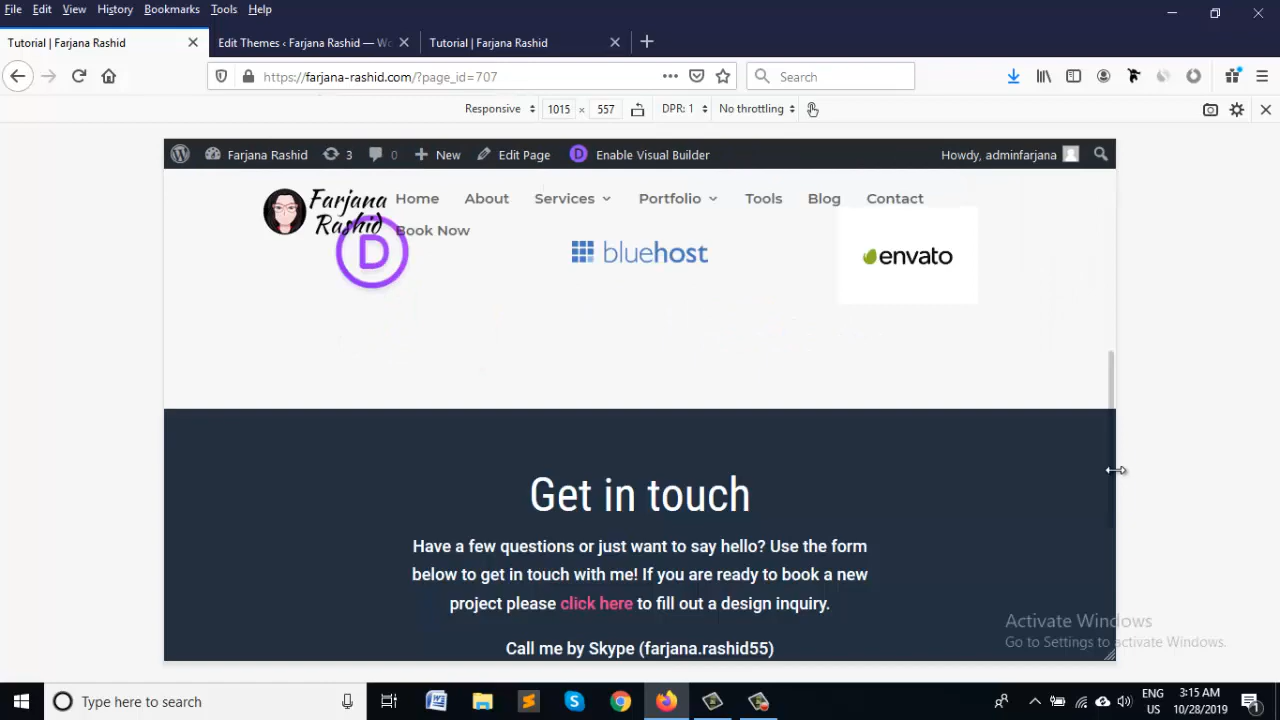 File Edit View History Bookmarks Tools Help
Tutorial | Farjana Rashid
Edit Themes ‹ Farjana Rashid — Wo
Tutorial | Farjana Rashid
https://farjana-rashid.com/?page_id=707
Search
Responsive 1015 × 557 DPR: 1 No throttling
Farjana Rashid 3 0 New Edit Page Enable Visual Builder Howdy, adminfarjana
Farjana
Rashid
Home About Services Portfolio Tools Blog Contact
Book Now
D
bluehost
envato
Get in touch
Have a few questions or just want to say hello? Use the form
below to get in touch with me! If you are ready to book a new
project please click here to fill out a design inquiry.
Call me by Skype (farjana.rashid55)
Activate Windows
Go to Settings to activate Windows.
Type here to search
ENG
US
3:15 AM
10/28/2019
1